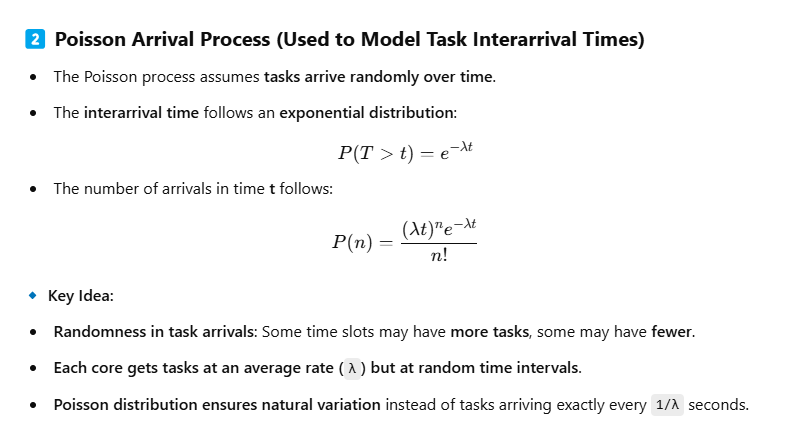 2 Poisson Arrival Process (Used to Model Task Interarrival Times)
• The Poisson process assumes tasks arrive randomly over time.
• The interarrival time follows an exponential distribution:
P(T > t) = e^{−λt}
• The number of arrivals in time t follows:
P(n) = \frac{(λt)^n e^{−λt}}{n!}
🔹 Key Idea:
• Randomness in task arrivals: Some time slots may have more tasks, some may have fewer.
• Each core gets tasks at an average rate ( λ ) but at random time intervals.
• Poisson distribution ensures natural variation instead of tasks arriving exactly every 1/λ seconds.